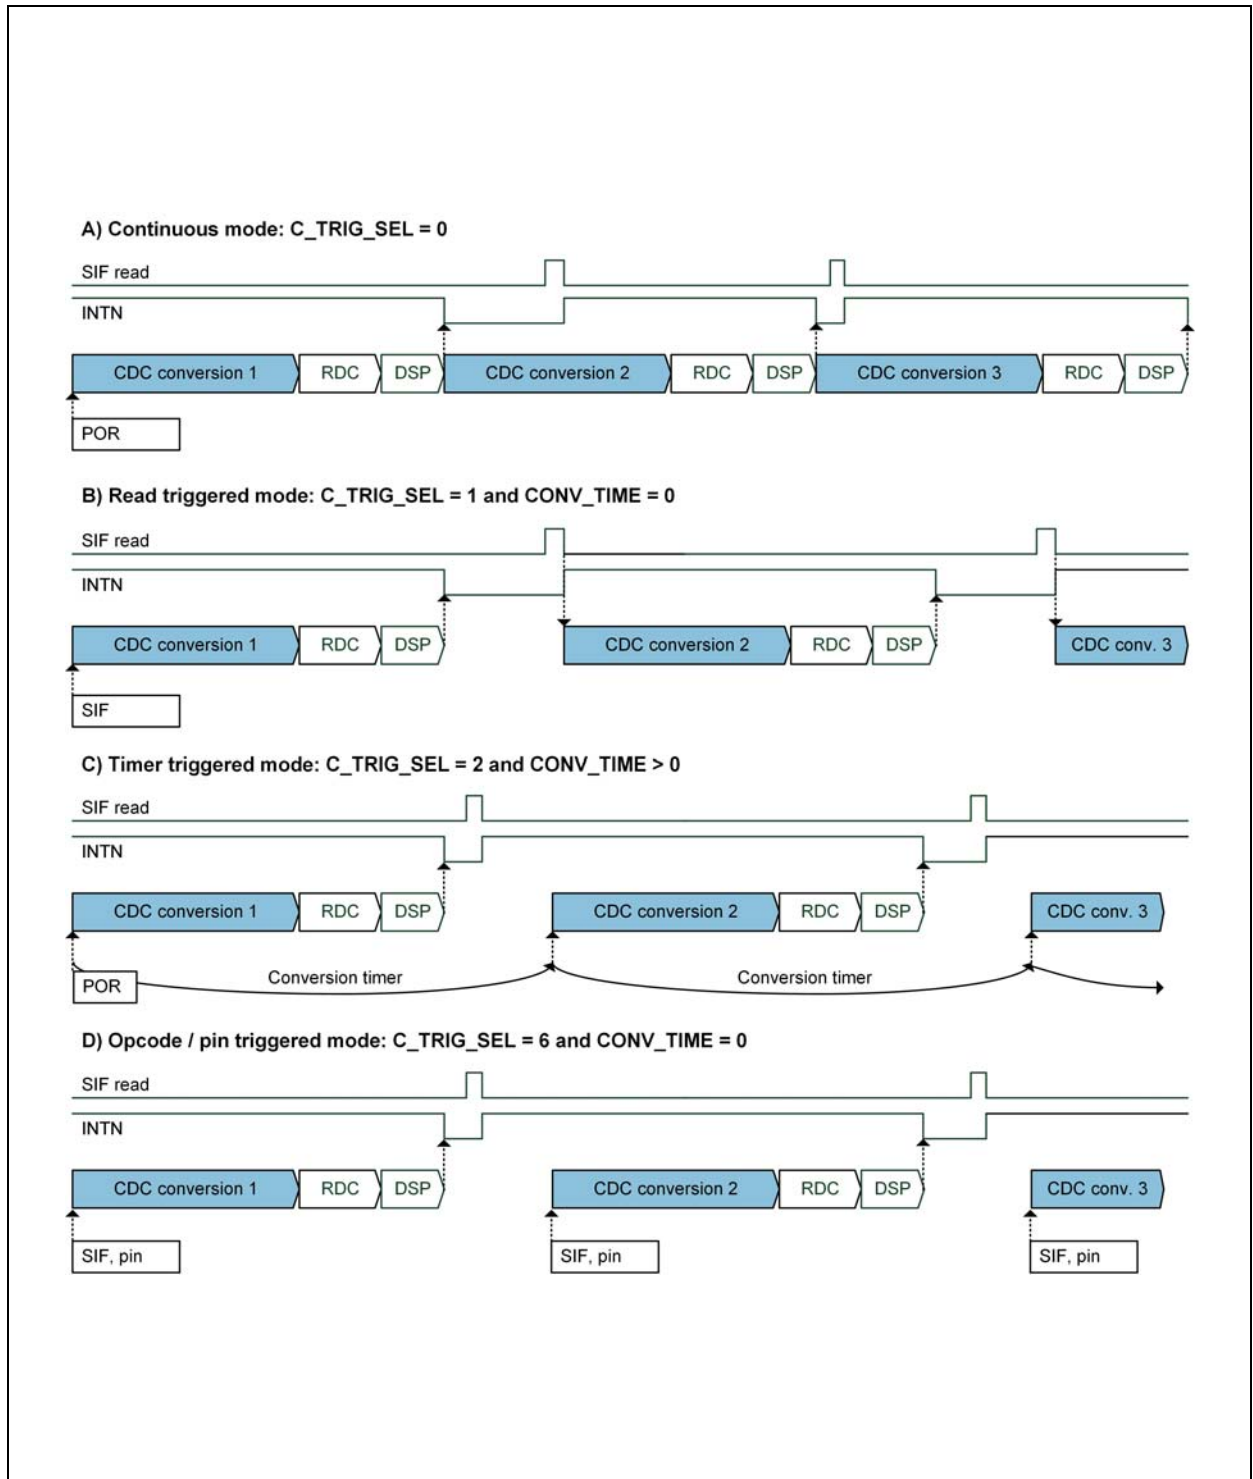 A) Continuous mode: C_TRIG_SEL = 0
SIF read
INTN
CDC conversion 1 RDC DSP CDC conversion 2 RDC DSP CDC conversion 3 RDC DSP
POR
B) Read triggered mode: C_TRIG_SEL = 1 and CONV_TIME = 0
SIF read
INTN
CDC conversion 1 RDC DSP CDC conversion 2 RDC DSP CDC conv. 3
SIF
C) Timer triggered mode: C_TRIG_SEL = 2 and CONV_TIME > 0
SIF read
INTN
CDC conversion 1 RDC DSP CDC conversion 2 RDC DSP CDC conv. 3
POR Conversion timer Conversion timer
D) Opcode / pin triggered mode: C_TRIG_SEL = 6 and CONV_TIME = 0
SIF read
INTN
CDC conversion 1 RDC DSP CDC conversion 2 RDC DSP CDC conv. 3
SIF, pin SIF, pin SIF, pin